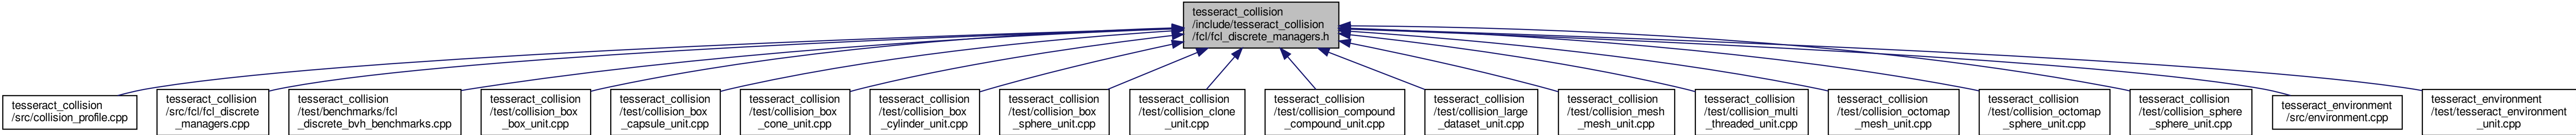 tesseract_collision
/include/tesseract_collision
/fcl/fcl_discrete_managers.h
tesseract_collision
/src/collision_profile.cpp
tesseract_collision
/src/fcl/fcl_discrete
_managers.cpp
tesseract_collision
/test/benchmarks/fcl
_discrete_bvh_benchmarks.cpp
tesseract_collision
/test/collision_box
_box_unit.cpp
tesseract_collision
/test/collision_box
_capsule_unit.cpp
tesseract_collision
/test/collision_box
_cone_unit.cpp
tesseract_collision
/test/collision_box
_cylinder_unit.cpp
tesseract_collision
/test/collision_box
_sphere_unit.cpp
tesseract_collision
/test/collision_clone
_unit.cpp
tesseract_collision
/test/collision_compound
_compound_unit.cpp
tesseract_collision
/test/collision_large
_dataset_unit.cpp
tesseract_collision
/test/collision_mesh
_mesh_unit.cpp
tesseract_collision
/test/collision_multi
_threaded_unit.cpp
tesseract_collision
/test/collision_octomap
_mesh_unit.cpp
tesseract_collision
/test/collision_octomap
_sphere_unit.cpp
tesseract_collision
/test/collision_sphere
_sphere_unit.cpp
tesseract_environment
/src/environment.cpp
tesseract_environment
/test/tesseract_environment
_unit.cpp